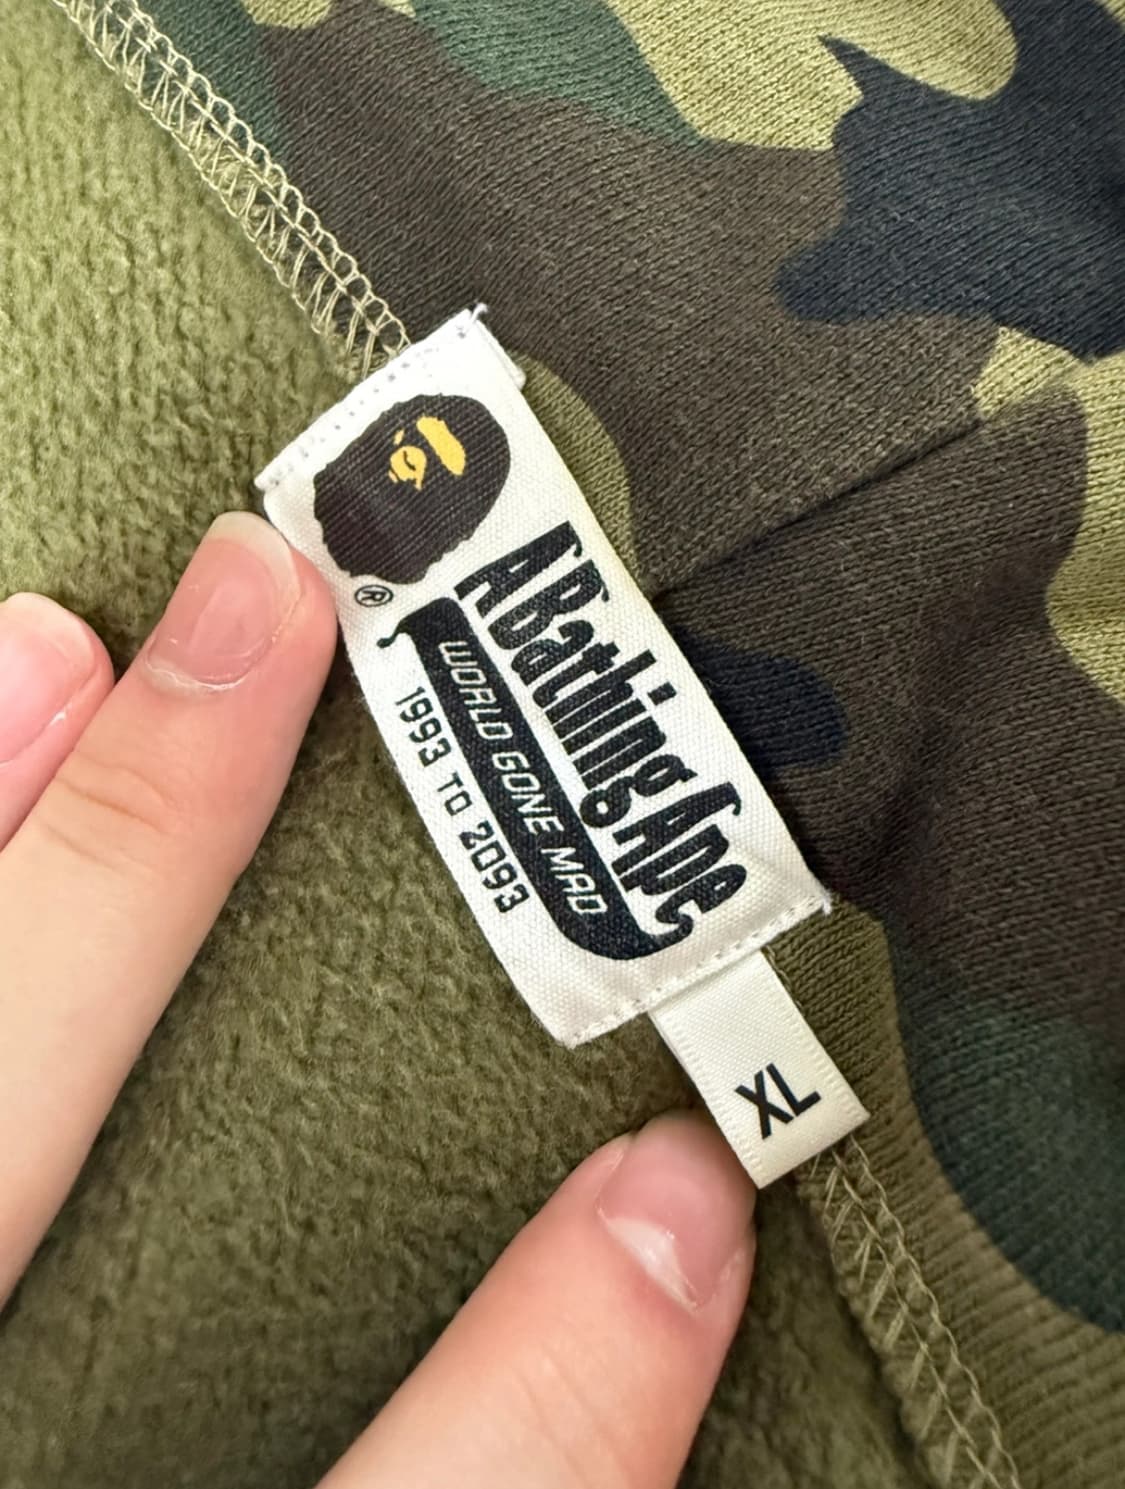 ®
A Bathing Ape
WORLD GONE MAD
1993 TO 2093
XL